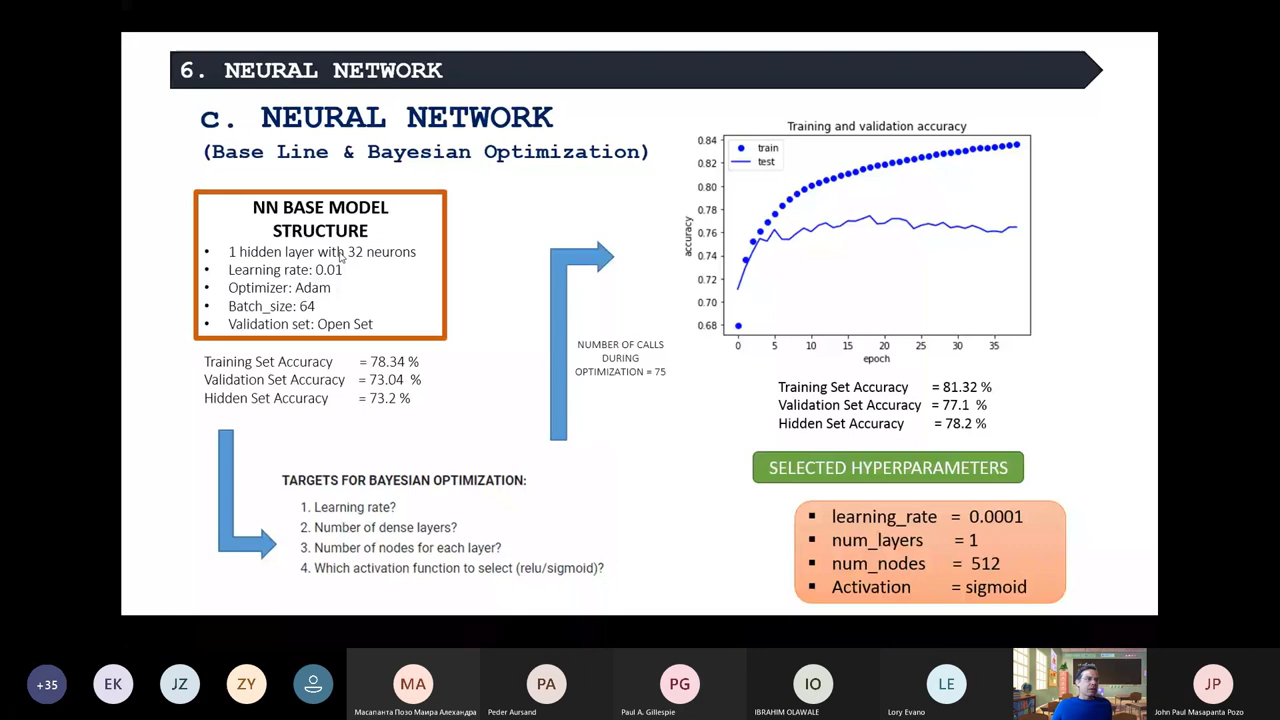 6. NEURAL NETWORK
c. NEURAL NETWORK
(Base Line & Bayesian Optimization)
NN BASE MODEL
STRUCTURE
• 1 hidden layer with 32 neurons
• Learning rate: 0.01
• Optimizer: Adam
• Batch_size: 64
• Validation set: Open Set
Training Set Accuracy = 78.34 %
Validation Set Accuracy = 73.04 %
Hidden Set Accuracy = 73.2 %
TARGETS FOR BAYESIAN OPTIMIZATION:
1. Learning rate?
2. Number of dense layers?
3. Number of nodes for each layer?
4. Which activation function to select (relu/sigmoid)?
NUMBER OF CALLS
DURING
OPTIMIZATION = 75
Training and validation accuracy
train
test
accuracy
0.84
0.82
0.80
0.78
0.76
0.74
0.72
0.70
0.68
0 5 10 15 20 25 30 35
epoch
Training Set Accuracy = 81.32 %
Validation Set Accuracy = 77.1 %
Hidden Set Accuracy = 78.2 %
SELECTED HYPERPARAMETERS
▪ learning_rate = 0.0001
▪ num_layers = 1
▪ num_nodes = 512
▪ Activation = sigmoid
+35 EK JZ ZY MA PA PG IO LE JP
Масапанта Позо Маира Алехандра Peder Aursand Paul A. Gillespie IBRAHIM OLAWALE Lory Evano John Paul Masapanta Pozo